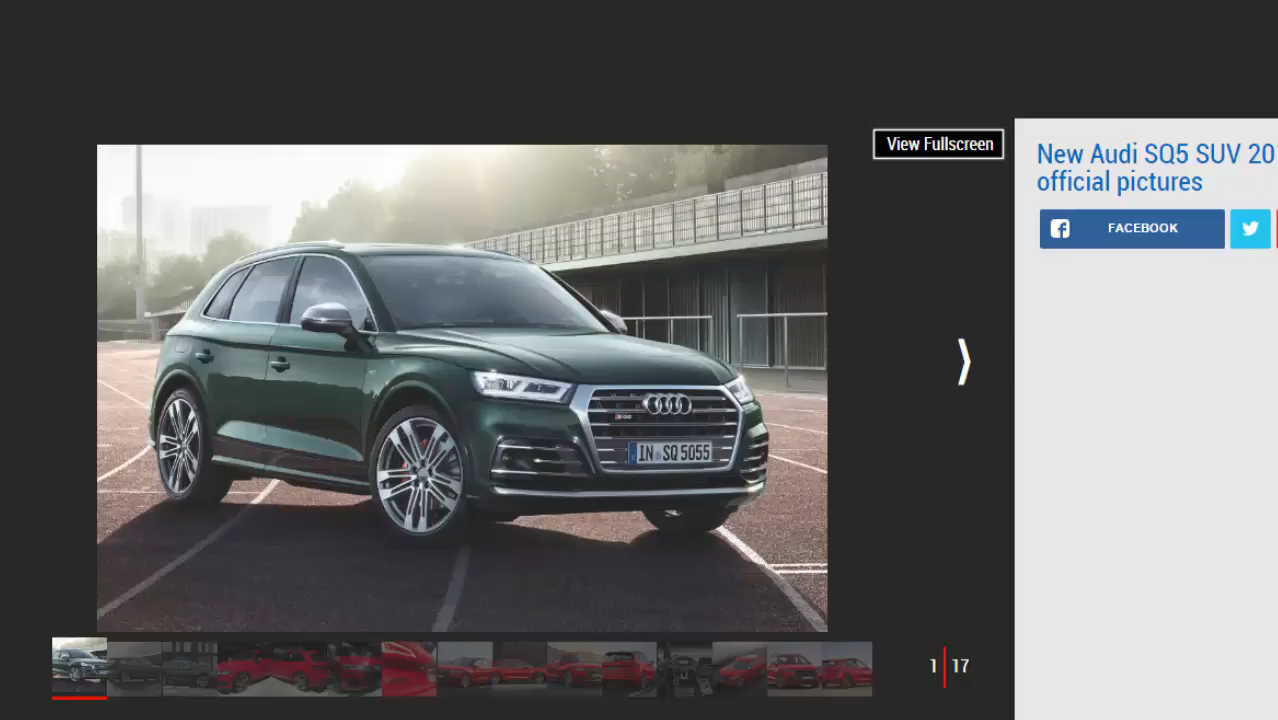 View Fullscreen
New Audi SQ5 SUV 20
official pictures
FACEBOOK
IN SQ 5055
1 17